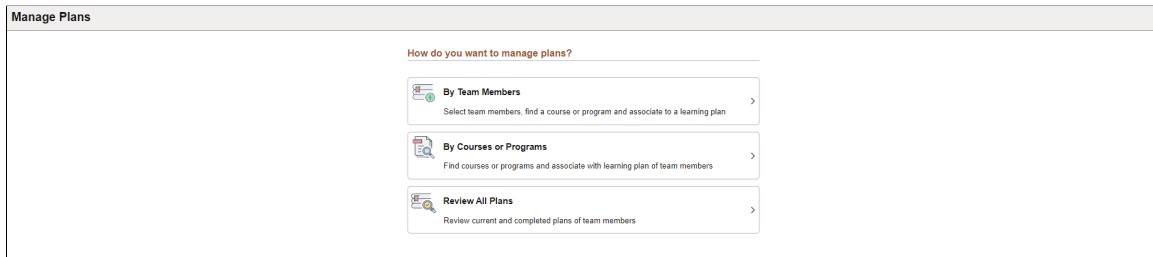 Manage Plans
How do you want to manage plans?
By Team Members
Select team members, find a course or program and associate to a learning plan
By Courses or Programs
Find courses or programs and associate with learning plan of team members
Review All Plans
Review current and completed plans of team members